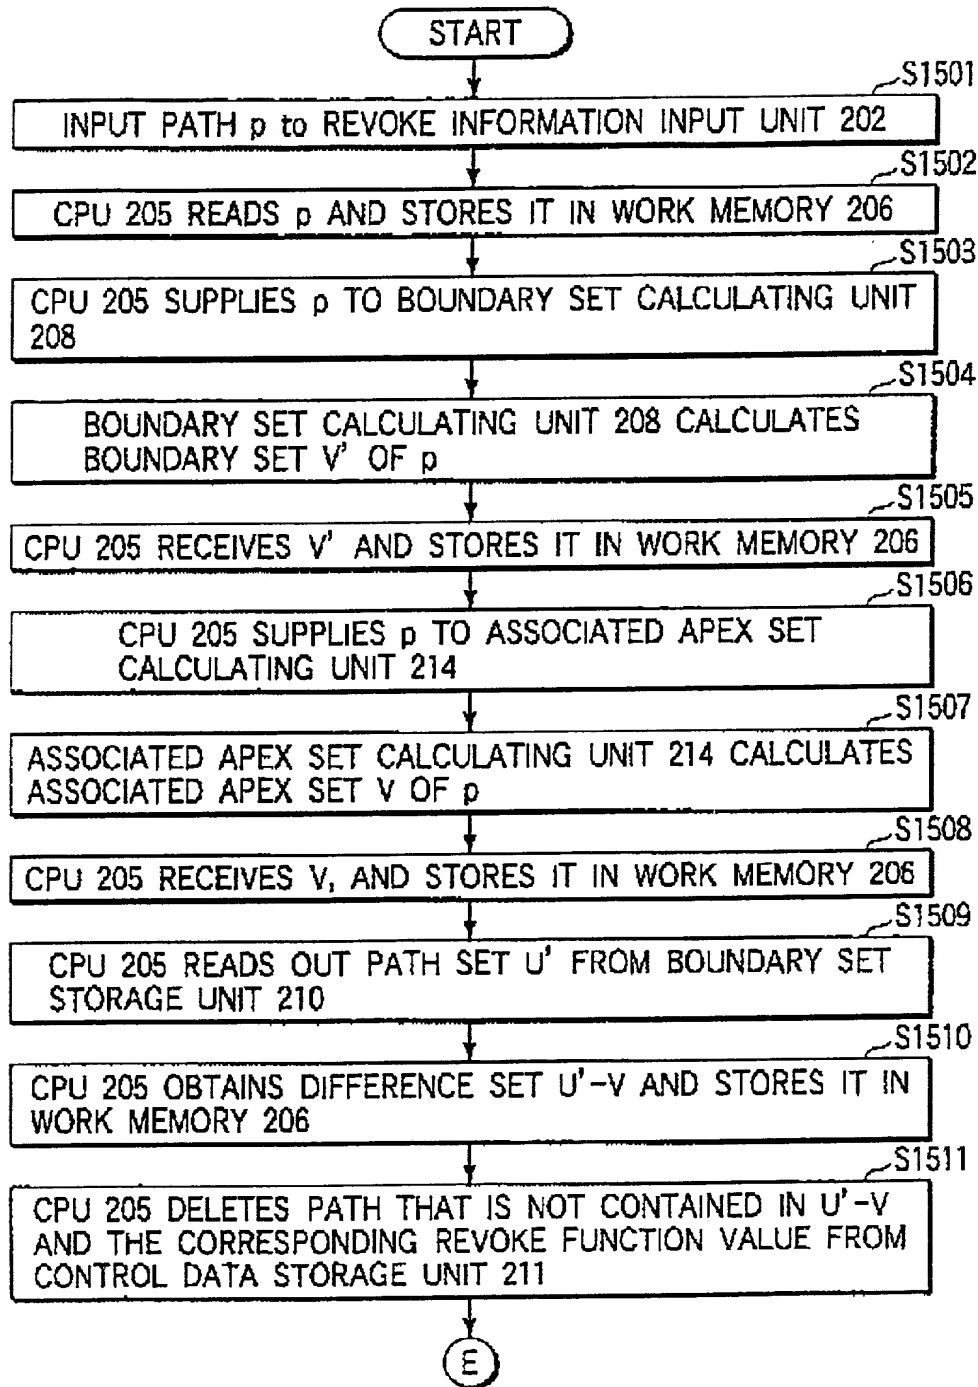 START
S1501
INPUT PATH p to REVOKE INFORMATION INPUT UNIT 202
S1502
CPU 205 READS p AND STORES IT IN WORK MEMORY 206
S1503
CPU 205 SUPPLIES p TO BOUNDARY SET CALCULATING UNIT
208
S1504
BOUNDARY SET CALCULATING UNIT 208 CALCULATES
BOUNDARY SET V' OF p
S1505
CPU 205 RECEIVES V' AND STORES IT IN WORK MEMORY 206
S1506
CPU 205 SUPPLIES p TO ASSOCIATED APEX SET
CALCULATING UNIT 214
S1507
ASSOCIATED APEX SET CALCULATING UNIT 214 CALCULATES
ASSOCIATED APEX SET V OF p
S1508
CPU 205 RECEIVES V, AND STORES IT IN WORK MEMORY 206
S1509
CPU 205 READS OUT PATH SET U' FROM BOUNDARY SET
STORAGE UNIT 210
S1510
CPU 205 OBTAINS DIFFERENCE SET U'-V AND STORES IT IN
WORK MEMORY 206
S1511
CPU 205 DELETES PATH THAT IS NOT CONTAINED IN U'-V
AND THE CORRESPONDING REVOKE FUNCTION VALUE FROM
CONTROL DATA STORAGE UNIT 211
E